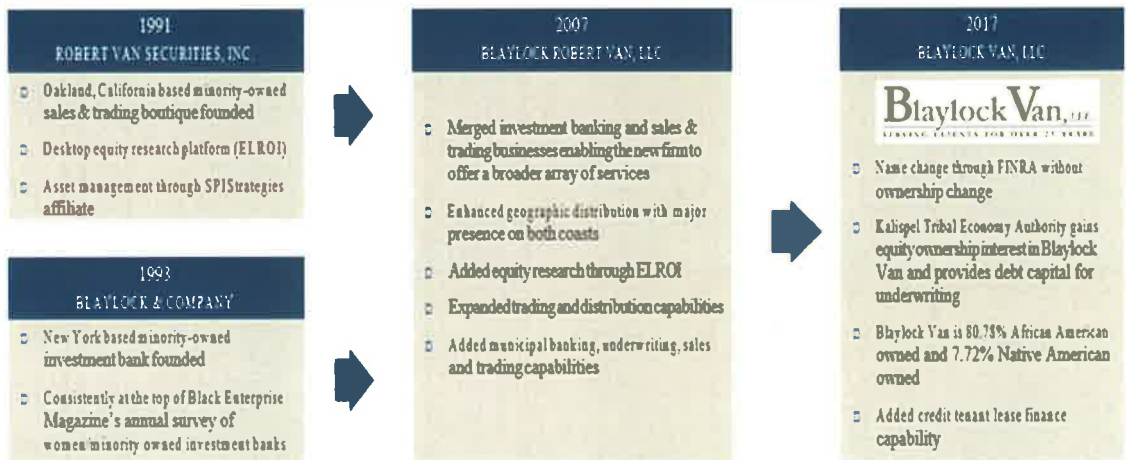 1991
ROBERT VAN SECURITIES, INC
Oakland, California based minority-owned
sales & trading boutique founded
Desktop equity research platform (ELROI)
Asset management through SPIStrategies
affiliate
1993
BLAYLOCK & COMPANY
New York based minority-owned
investment bank founded
Consistently at the top of Black Enterprise
Magazine's annual survey of
women/minority owned investment banks
2007
BLAYLOCK ROBERT VAN, LLC
Merged investment banking and sales &
trading businesses enabling the new firm to
offer a broader array of services
Enhanced geographic distribution with major
presence on both coasts
Added equity research through ELROI
Expanded trading and distribution capabilities
Added municipal banking, underwriting, sales
and trading capabilities
2017
BLAYLOCK VAN, LLC
Blaylock Van, LLC
SERVING CLIENTS FOR OVER 25 YEARS
Name change through FINRA without
ownership change
Kalispel Tribal Economy Authority gains
equity ownership interest in Blaylock
Van and provides debt capital for
underwriting
Blaylock Van is 80.78% African American
owned and 7.72% Native American
owned
Added credit tenant lease finance
capability